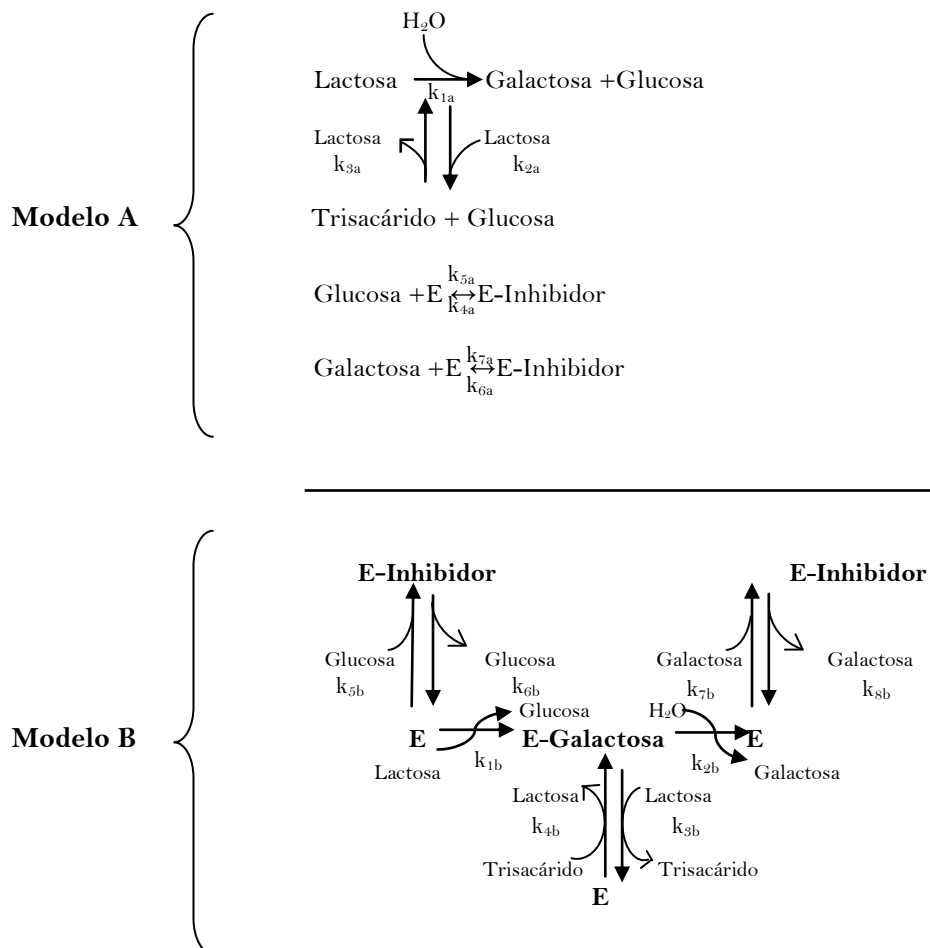 H₂O
Lactosa Galactosa +Glucosa
k₁ₐ
Lactosa Lactosa
k₃ₐ k₂ₐ
Modelo A
Trisacárido + Glucosa
k₅ₐ
Glucosa +E ↔ E-Inhibidor
k₄ₐ
k₇ₐ
Galactosa +E ↔ E-Inhibidor
k₆ₐ
E-Inhibidor E-Inhibidor
Glucosa Glucosa Galactosa Galactosa
k5b k6b k7b k8b
Glucosa H₂O
Modelo B
E E-Galactosa E
Lactosa k1b k2b Galactosa
Lactosa Lactosa
k4b k3b
Trisacárido Trisacárido
E